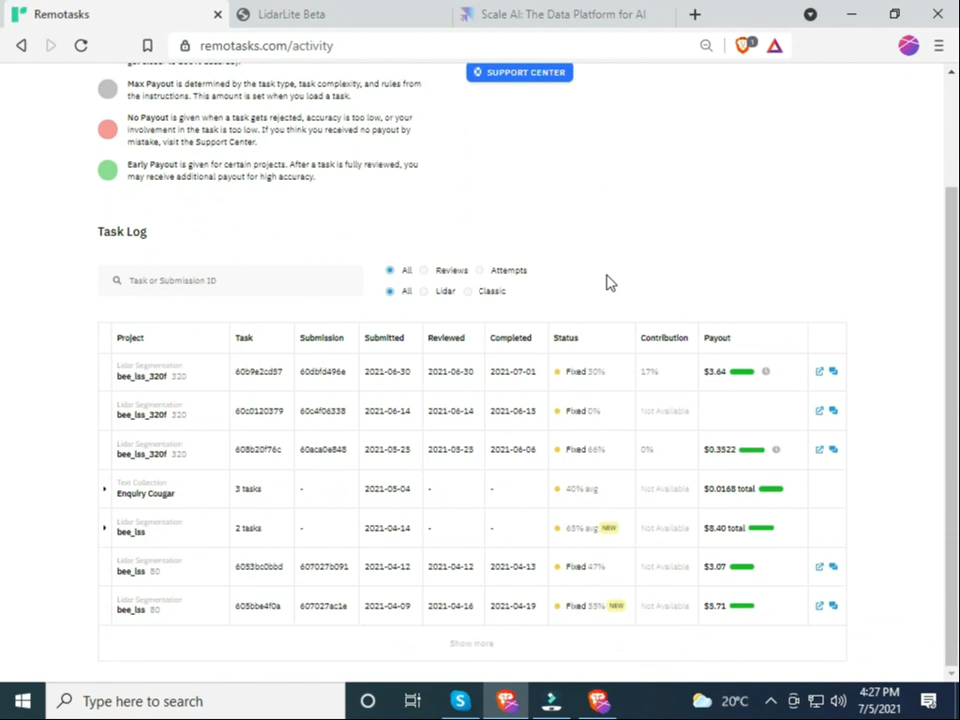 Remotasks
LidarLite Beta
Scale AI: The Data Platform for AI
remotasks.com/activity
1
SUPPORT CENTER
Max Payout is determined by the task type, task complexity, and rules from
the instructions. This amount is set when you load a task.
No Payout is given when a task gets rejected, accuracy is too low, or your
involvement in the task is too low. If you think you received no payout by
mistake, visit the Support Center.
Early Payout is given for certain projects. After a task is fully reviewed, you
may receive additional payout for high accuracy.
Task Log
Task or Submission ID
All Reviews Attempts
All Lidar Classic
Project Task Submission Submitted Reviewed Completed Status Contribution Payout
Lidar Segmentation
bee_lss_320f 320 60b9e2cd57 60dbfd496e 2021-06-30 2021-06-30 2021-07-01 Fixed 30% 17% $3.64
Lidar Segmentation
bee_lss_320f 320 60c0120379 60c4f06338 2021-06-14 2021-06-14 2021-06-15 Fixed 0% Not Available
Lidar Segmentation
bee_lss_320f 320 608b20f76c 60aca0e848 2021-05-25 2021-05-25 2021-06-06 Fixed 66% 0% $0.3522
Text Collection
Enquiry Cougar 3 tasks - 2021-05-04 - - 40% avg Not Available $0.0168 total
Lidar Segmentation
bee_lss 2 tasks - 2021-04-14 - - 65% avg NEW Not Available $8.40 total
Lidar Segmentation
bee_lss 80 6053bc0bbd 607027b091 2021-04-12 2021-04-12 2021-04-13 Fixed 47% Not Available $3.07
Lidar Segmentation
bee_lss 80 605bbe4f0a 607027ac1e 2021-04-09 2021-04-16 2021-04-19 Fixed 55% NEW Not Available $5.71
Show more
Type here to search
20°C
4:27 PM
7/5/2021